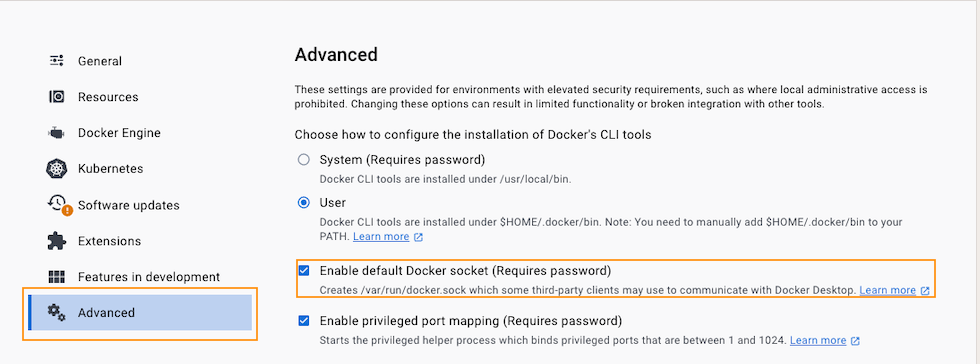 Advanced
These settings are provided for environments with elevated security requirements, such as where local administrative access is
prohibited. Changing these options can result in limited functionality or broken integration with other tools.
Choose how to configure the installation of Docker's CLI tools
System (Requires password)
Docker CLI tools are installed under /usr/local/bin.
User
Docker CLI tools are installed under $HOME/.docker/bin. Note: You need to manually add $HOME/.docker/bin to your
PATH. Learn more
Enable default Docker socket (Requires password)
Creates /var/run/docker.sock which some third-party clients may use to communicate with Docker Desktop. Learn more
Enable privileged port mapping (Requires password)
Starts the privileged helper process which binds privileged ports that are between 1 and 1024. Learn more
General
Resources
Docker Engine
Kubernetes
Software updates
Extensions
Features in development
Advanced